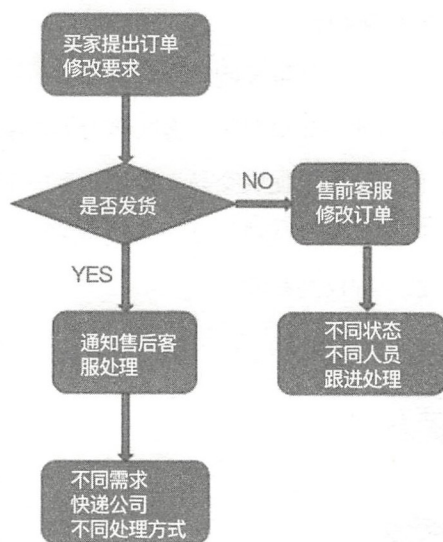 买家提出订单
修改要求
是否发货
NO
售前客服
修改订单
YES
通知售后客
服处理
不同状态
不同人员
跟进处理
不同需求
快递公司
不同处理方式